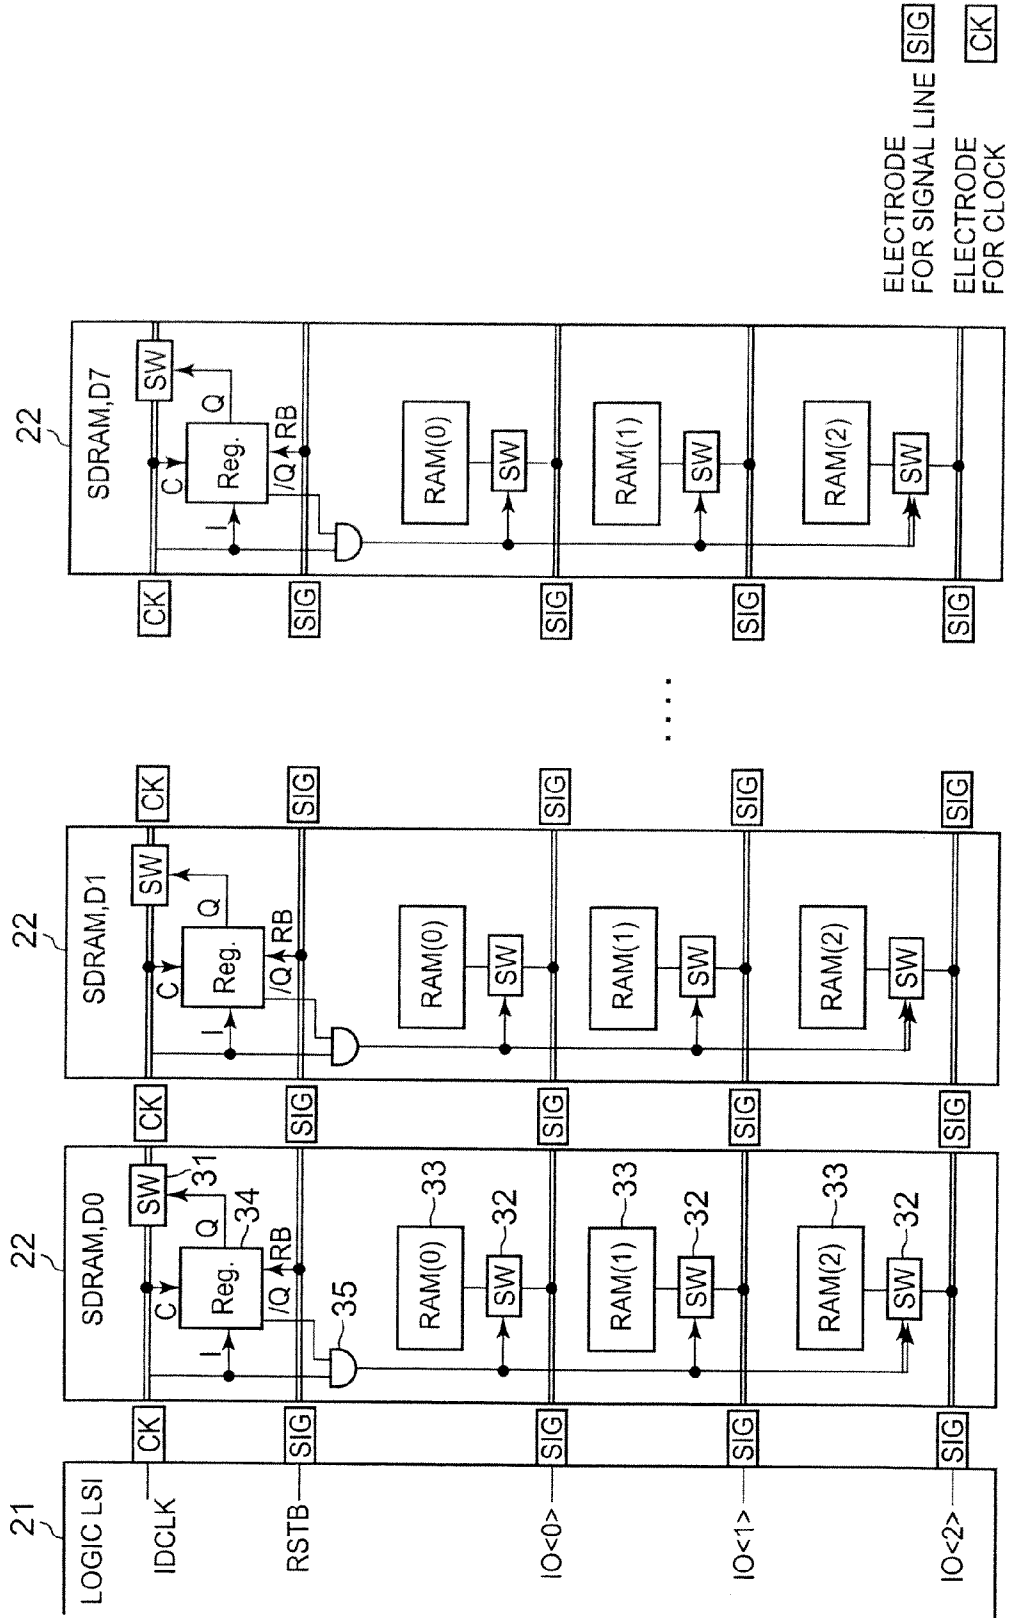 21
LOGIC LSI
IDCLK
RSTB
IO<0>
IO<1>
IO<2>
CK
SIG
SIG
SIG
SIG
22
SDRAM,D0
SW
31
Q
C
Reg.
34
I
/Q
RB
35
RAM(0)
33
SW
32
RAM(1)
33
SW
32
RAM(2)
33
SW
32
CK
SIG
SIG
SIG
SIG
22
SDRAM,D1
SW
Q
C
Reg.
I
/Q
RB
RAM(0)
SW
RAM(1)
SW
RAM(2)
SW
CK
SIG
SIG
SIG
SIG
....
CK
SIG
SIG
SIG
SIG
22
SDRAM,D7
SW
Q
C
Reg.
I
/Q
RB
RAM(0)
SW
RAM(1)
SW
RAM(2)
SW
ELECTRODE
FOR SIGNAL LINE SIG
ELECTRODE
FOR CLOCK CK